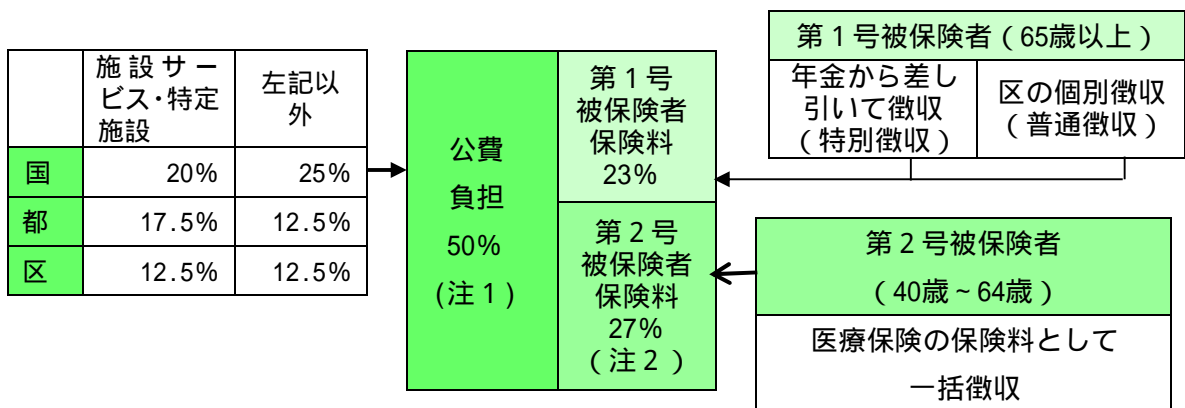 施設サー
ビス・特定
施設
左記以
外
国
20%
25%
都
17.5%
12.5%
区
12.5%
12.5%
公費
負担
50%
(注1)
第1号
被保険者
保険料
23%
第2号
被保険者
保険料
27%
(注2)
第1号被保険者(65歳以上)
年金から差し
引いて徴収
(特別徴収)
区の個別徴収
(普通徴収)
第2号被保険者
(40歳~64歳)
医療保険の保険料として
一括徴収